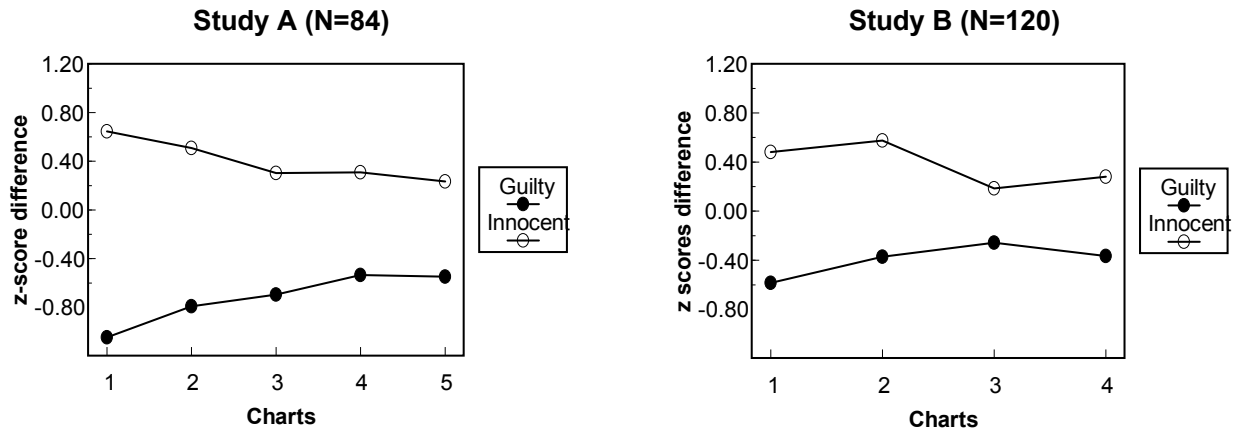 Study A (N=84)
z-score difference
1.20
0.80
0.40
0.00
-0.40
-0.80
1 2 3 4 5
Charts
Guilty
Innocent
Study B (N=120)
z scores difference
1.20
0.80
0.40
0.00
-0.40
-0.80
1 2 3 4
Charts
Guilty
Innocent